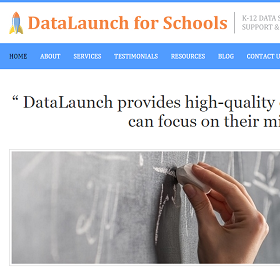 DataLaunch for Schools
K-12 DATA
SUPPORT &
HOME ABOUT SERVICES TESTIMONIALS RESOURCES BLOG CONTACT
“ DataLaunch provides high-quality
can focus on their